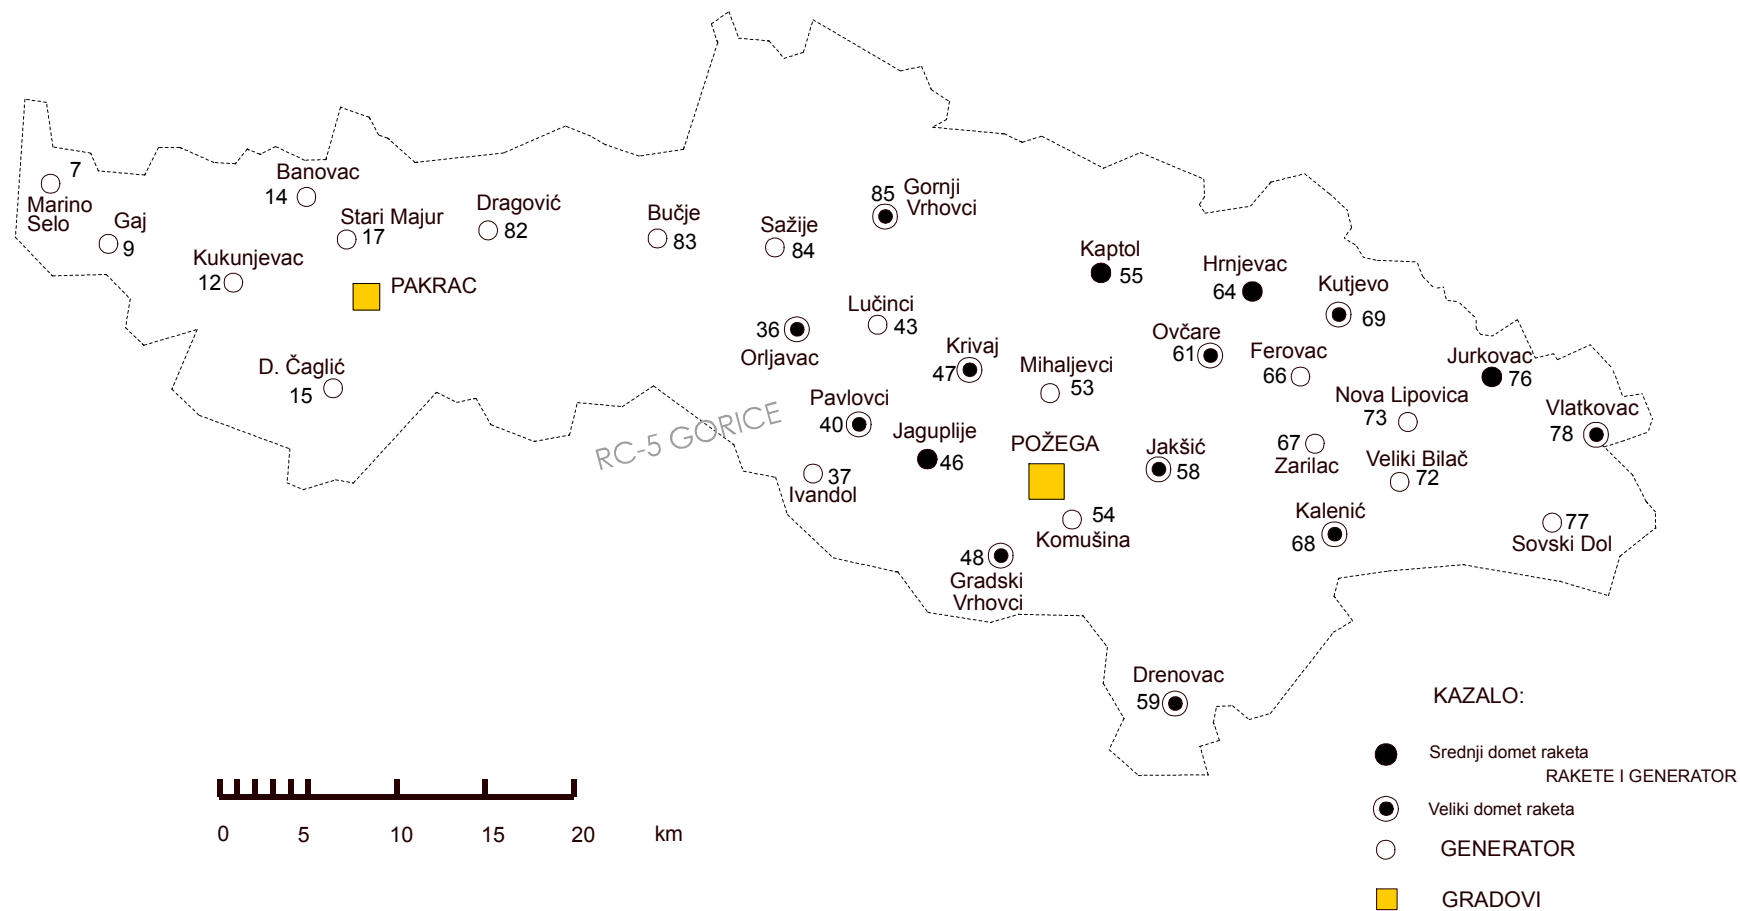 7
Marino
Selo
Gaj
9
Banovac
14
Stari Majur
17
Kukunjevac
12
PAKRAC
D. Čaglić
15
Dragović
82
Bučje
83
Sažije
84
85
Gornji
Vrhovci
Kaptol
55
Hrnjevac
64
Kutjevo
69
Lučinci
43
36
Orljavac
Krivaj
47
Mihaljevci
53
Ovčare
61
Ferovac
66
Jurkovac
76
Nova Lipovica
73
Vlatkovac
78
Pavlovci
40
RC-5 GORICE
Jaguplije
46
POŽEGA
Jakšić
58
67
Zarilac
Veliki Bilač
72
37
Ivandol
54
Komušina
Kalenić
68
77
Sovski Dol
48
Gradski
Vrhovci
Drenovac
59
KAZALO:
Srednji domet raketa
RAKETE I GENERATOR
Veliki domet raketa
GENERATOR
GRADOVI
0 5 10 15 20 km